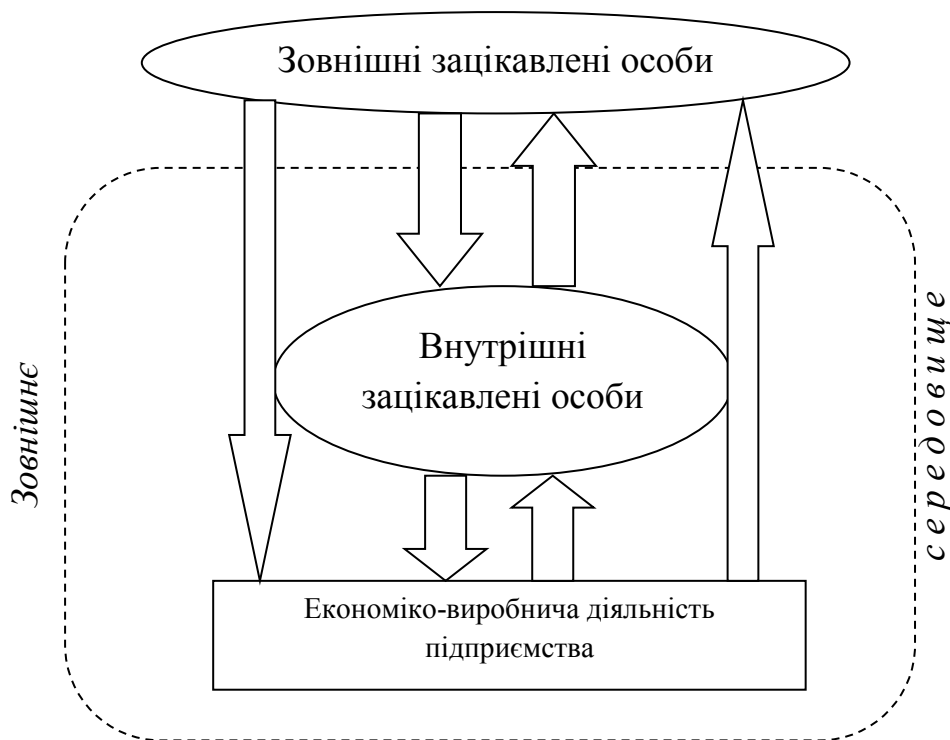 Зовнішні зацікавлені особи
Внутрішні
зацікавлені особи
Економіко-виробнича діяльність
підприємства
Зовнішнє
середовище